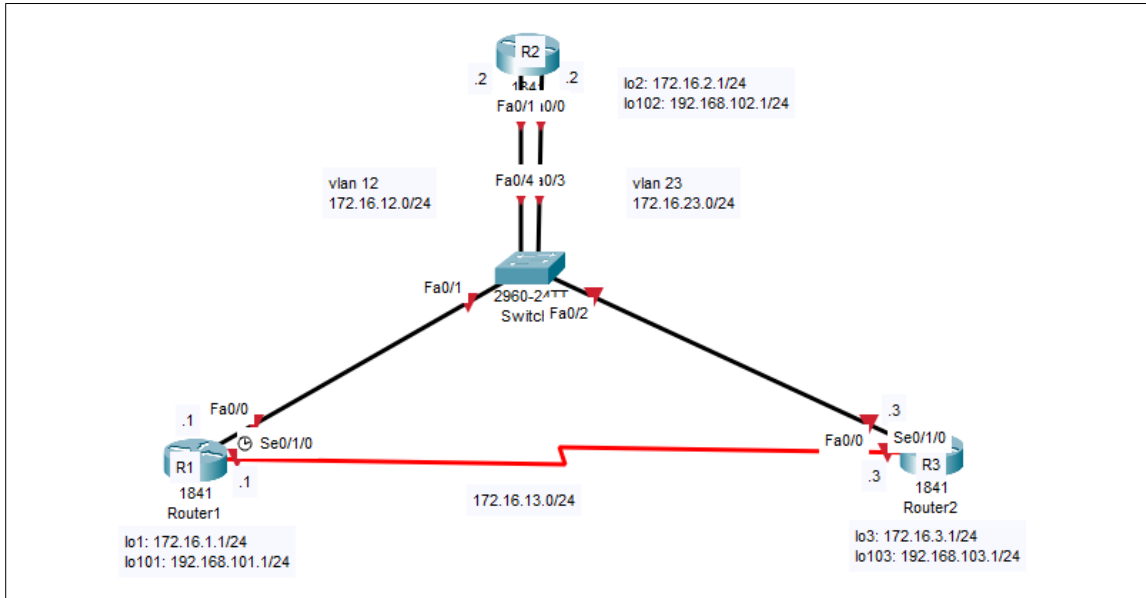 R2
.2
.2
lo2: 172.16.2.1/24
lo102: 192.168.102.1/24
Fa0/1
vlan 12
172.16.12.0/24
Fa0/4
vlan 23
172.16.23.0/24
Fa0/1
Fa0/2
.1
Fa0/0
Se0/1/0
R1
.1
1841
Router1
lo1: 172.16.1.1/24
lo101: 192.168.101.1/24
172.16.13.0/24
.3
Fa0/0
Se0/1/0
R3
.3
1841
Router2
lo3: 172.16.3.1/24
lo103: 192.168.103.1/24